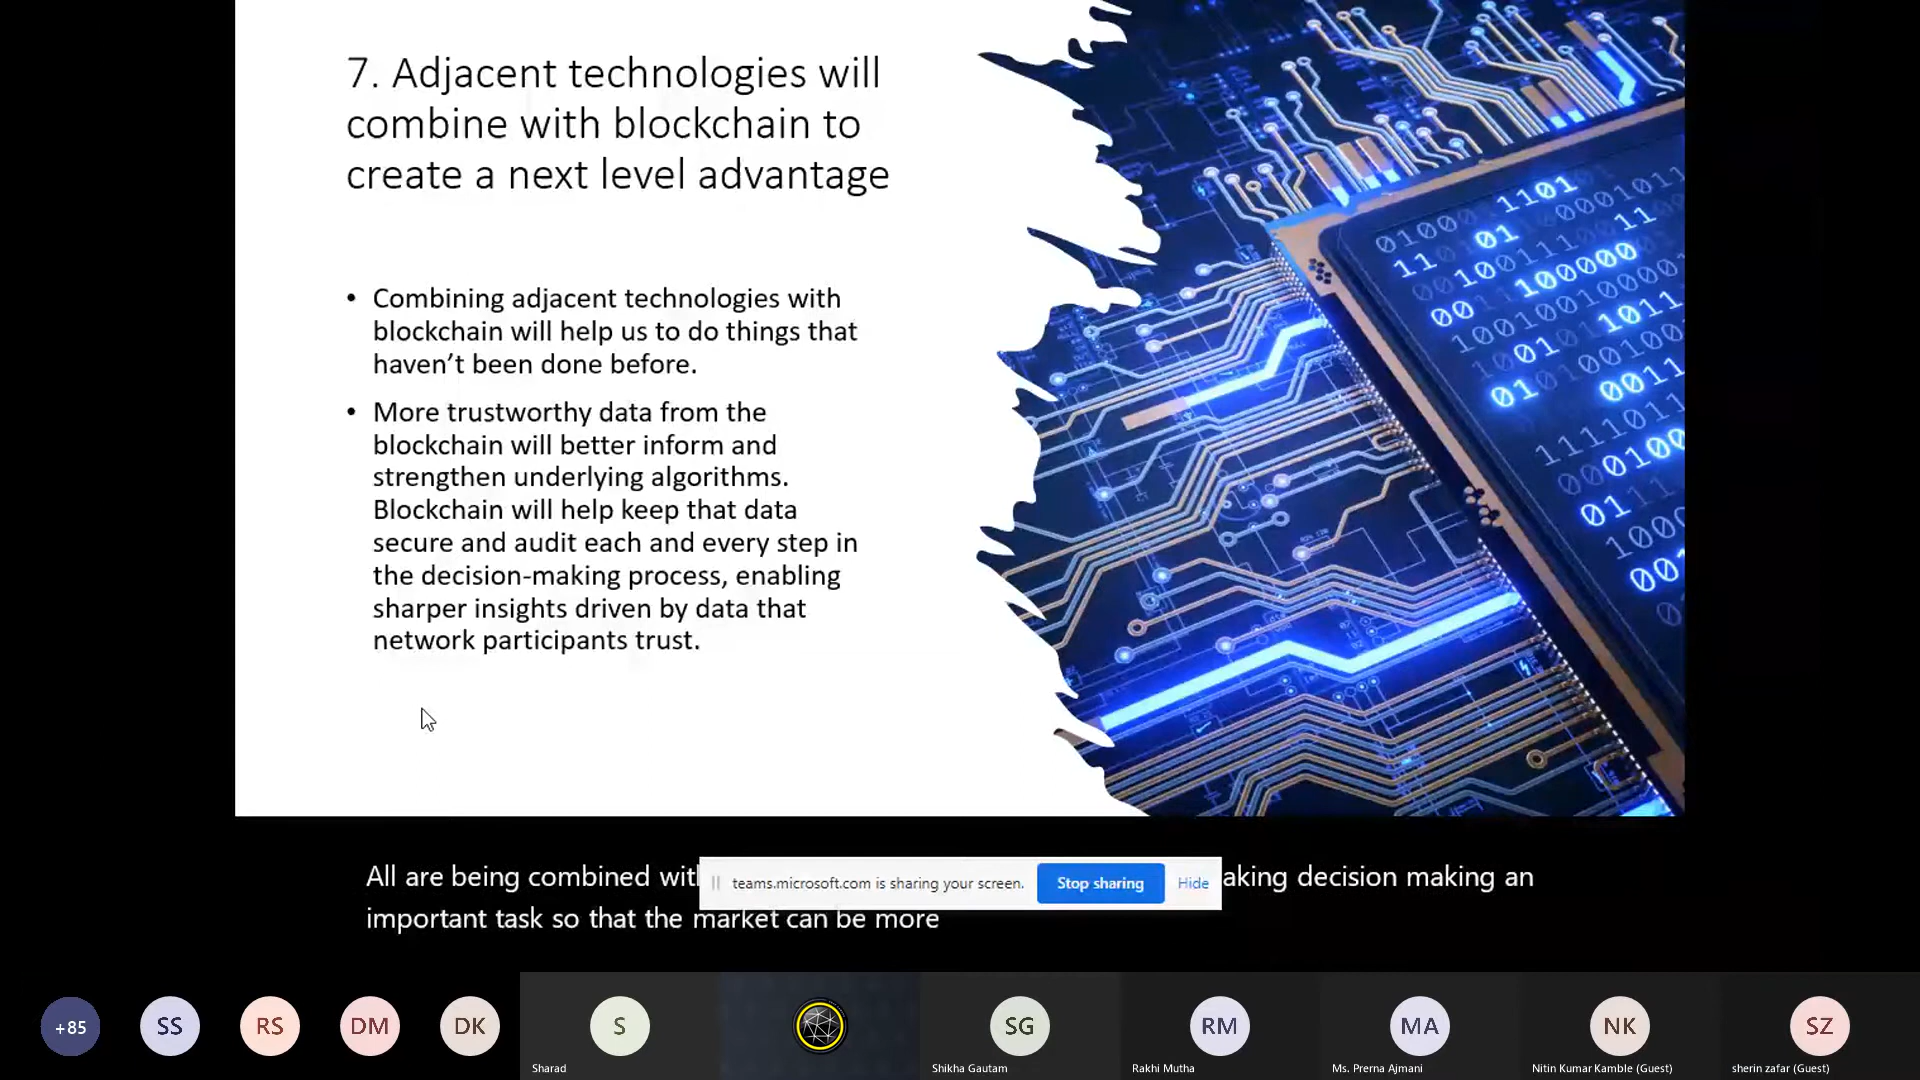 7. Adjacent technologies will
combine with blockchain to
create a next level advantage
• Combining adjacent technologies with
blockchain will help us to do things that
haven't been done before.
• More trustworthy data from the
blockchain will better inform and
strengthen underlying algorithms.
Blockchain will help keep that data
secure and audit each and every step in
the decision-making process, enabling
sharper insights driven by data that
network participants trust.
All are being combined with
teams.microsoft.com is sharing your screen.
Stop sharing
Hide
aking decision making an
important task so that the market can be more
+85
SS
RS
DM
DK
S
SG
RM
MA
NK
SZ
Sharad
Shikha Gautam
Rakhi Mutha
Ms. Prerna Ajmani
Nitin Kumar Kamble (Guest)
sherin zafar (Guest)